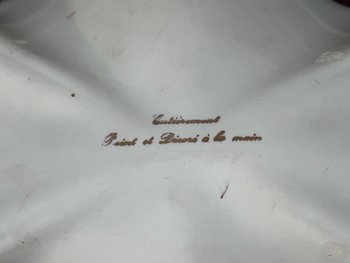 Entièrement
Peint et Décoré à la main